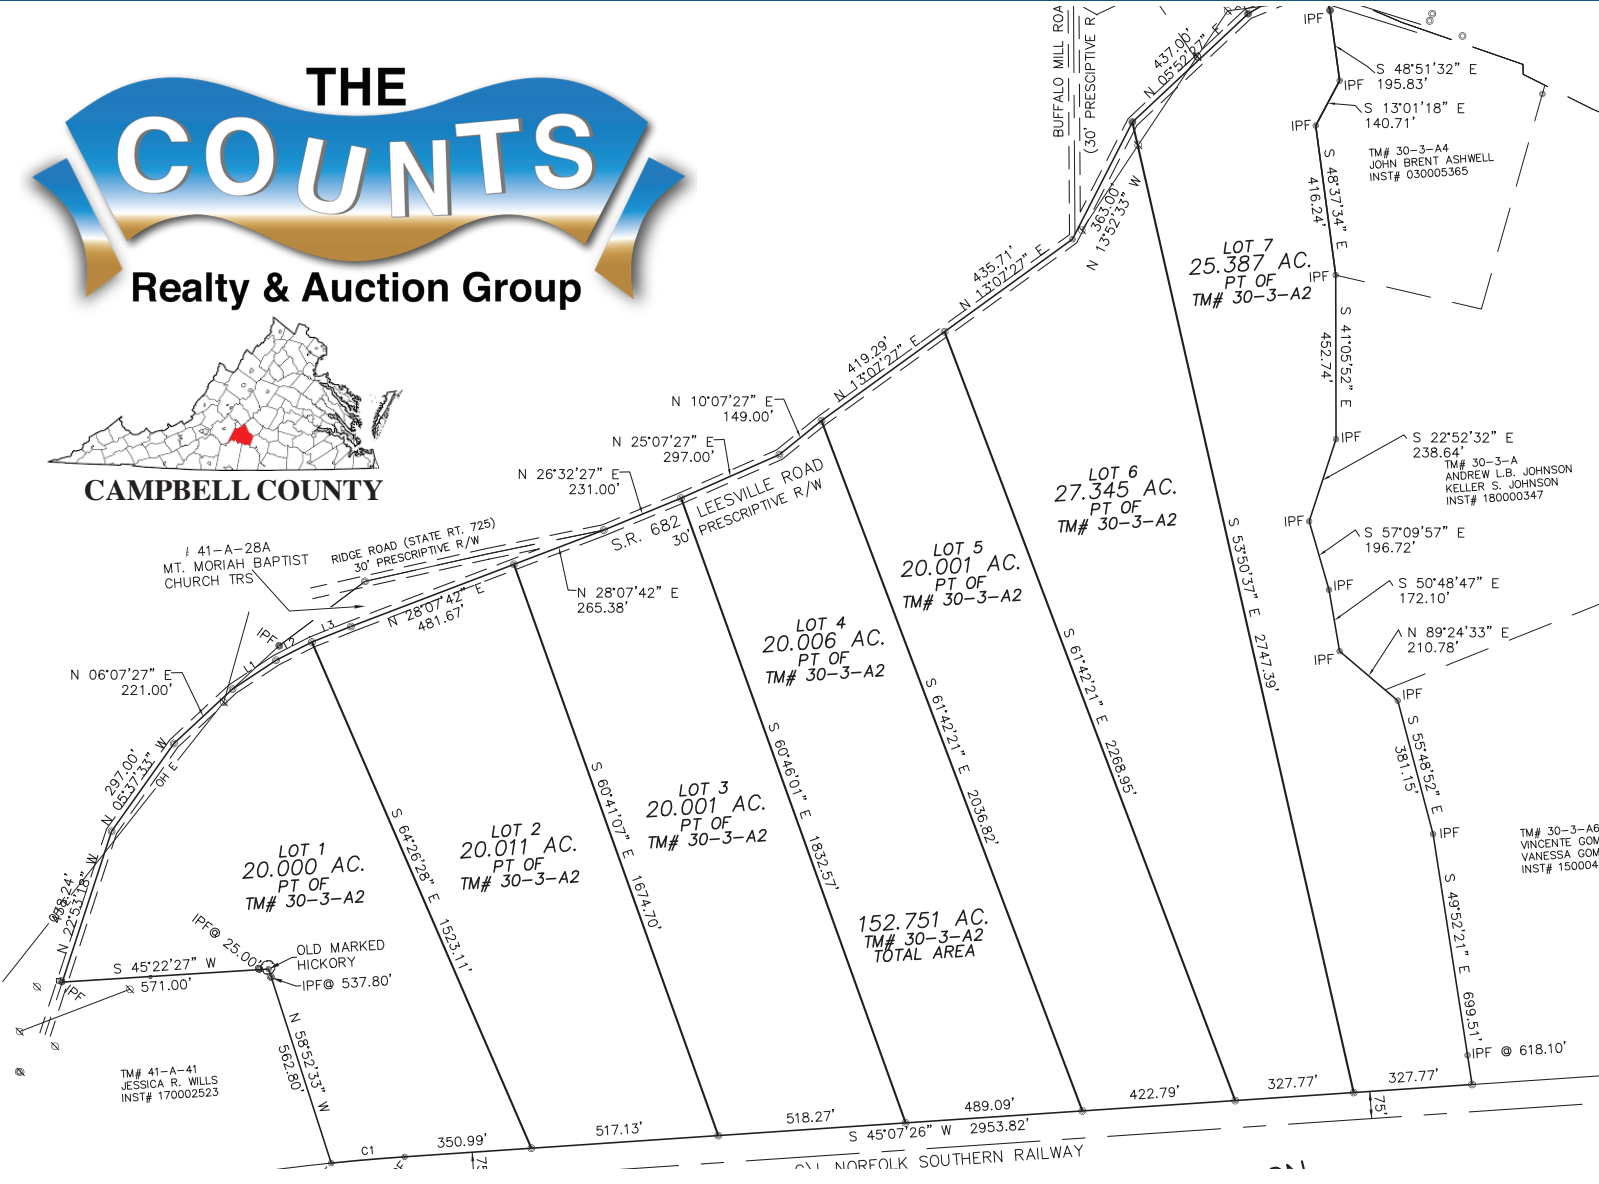 THE
COUNTS
Realty & Auction Group
CAMPBELL COUNTY
BUFFALO MILL ROA
(30' PRESCIPTIVE R
437.00'
N 05°52'27" E
IPF
S 48°51'32" E
195.83'
IPF
S 13°01'18" E
140.71'
IPF
TM# 30-3-A4
JOHN BRENT ASHWELL
INST# 030005365
S 48°37'34" E
416.24'
363.00'
N 13°52'33" W
LOT 7
25.387 AC.
PT OF
TM# 30-3-A2
IPF
435.71'
N 13°07'27" E
S 41°05'52" E
452.74'
419.29'
N 13°07'27" E
N 10°07'27" E
149.00'
N 25°07'27" E
297.00'
N 26°32'27" E
231.00'
IPF
S 22°52'32" E
238.64'
TM# 30-3-A
ANDREW L.B. JOHNSON
KELLER S. JOHNSON
INST# 180000347
LOT 6
27.345 AC.
PT OF
TM# 30-3-A2
S.R. 682 LEESVILLE ROAD
30' PRESCRIPTIVE R/W
RIDGE ROAD (STATE RT. 725)
30' PRESCRIPTIVE R/W
41-A-28A
MT. MORIAH BAPTIST
CHURCH TRS
IPF
S 57°09'57" E
196.72'
LOT 5
20.001 AC.
PT OF
TM# 30-3-A2
N 28°07'42" E
265.38'
N 28°07'42" E
481.67'
IPF
S 50°48'47" E
172.10'
S 53°50'37" E 2747.39'
LOT 4
20.006 AC.
PT OF
TM# 30-3-A2
IPF
L1
L2
L3
N 89°24'33" E
210.78'
IPF
IPF
N 06°07'27" E
221.00'
S 61°42'21" E 2268.95'
S 61°42'21" E 2036.82'
S 60°46'01" E 1832.57'
S 60°41'07" E 1674.70'
S 64°26'28" E 1523.11'
S 55°48'52" E
381.15'
297.00'
N 05°37'33" W
OH E
LOT 3
20.001 AC.
PT OF
TM# 30-3-A2
LOT 2
20.011 AC.
PT OF
TM# 30-3-A2
LOT 1
20.000 AC.
PT OF
TM# 30-3-A2
IPF
TM# 30-3-A6
VINCENTE GOM
VANESSA GOM
INST# 150004
N 22°53'18" W
S 49°52'21" E 699.51'
152.751 AC.
TM# 30-3-A2
TOTAL AREA
IPF@ 25.00'
OLD MARKED
HICKORY
IPF@ 537.80'
S 45°22'27" W
571.00'
IPF
N 58°52'33" W
562.80'
TM# 41-A-41
JESSICA R. WILLS
INST# 170002523
IPF @ 618.10'
C1
350.99'
517.13'
518.27'
489.09'
422.79'
327.77'
327.77'
75'
S 45°07'26" W 2953.82'
NORFOLK SOUTHERN RAILWAY